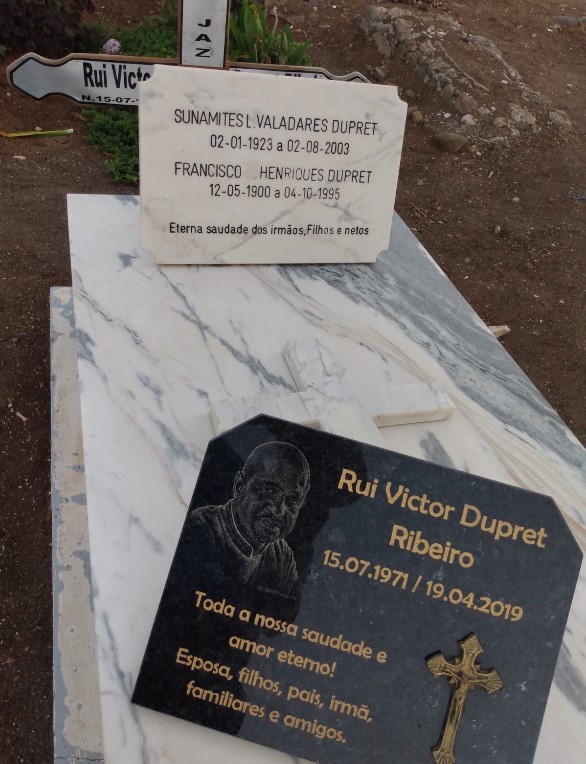 JAZ
Rui Victo
N.15-07-
SUNAMITES L. VALADARES DUPRET
02-01-1923 a 02-08-2003
FRANCISCO . HENRIQUES DUPRET
12-05-1900 a 04-10-1995
Eterna saudade dos irmãos,Filhos e netos
Rui Victor Dupret
Ribeiro
15.07.1971 / 19.04.2019
Toda a nossa saudade e
amor eterno!
Esposa, filhos, pais, irmã,
familiares e amigos.